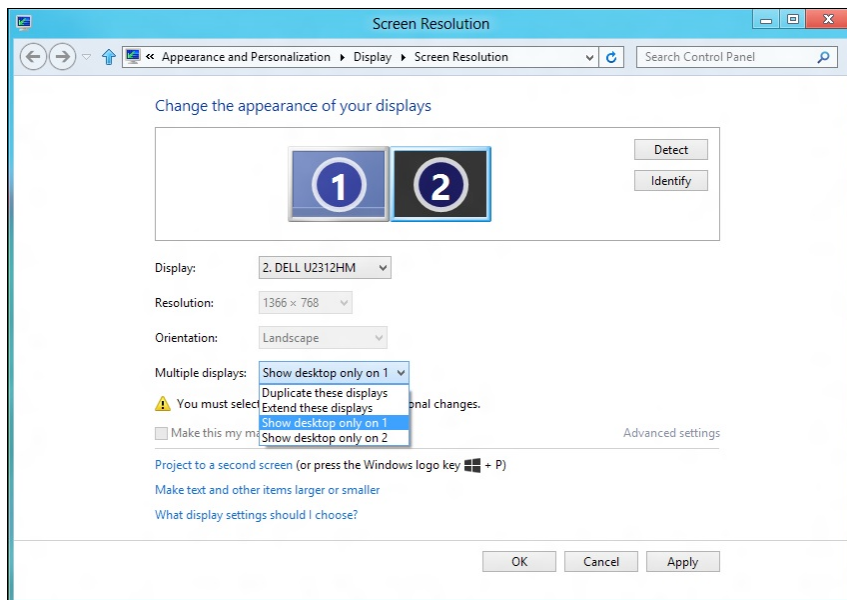 Screen Resolution
« Appearance and Personalization Display Screen Resolution
Search Control Panel
Change the appearance of your displays
1 2
Detect
Identify
Display: 2. DELL U2312HM
Resolution: 1366 × 768
Orientation: Landscape
Multiple displays: Show desktop only on 1
Duplicate these displays
You must select onal changes.
Extend these displays
Show desktop only on 1
Make this my ma Advanced settings
Show desktop only on 2
Project to a second screen (or press the Windows logo key + P)
Make text and other items larger or smaller
What display settings should I choose?
OK Cancel Apply